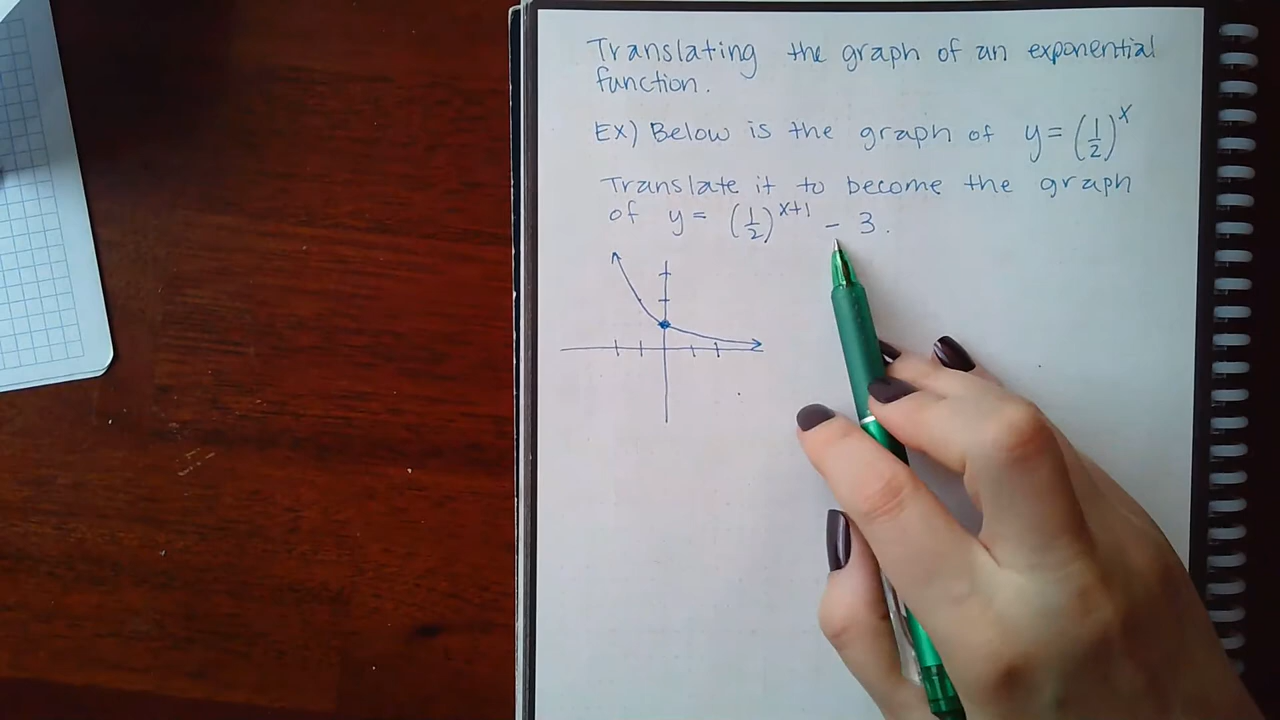 Translating the graph of an exponential
function.
EX) Below is the graph of y = (1/2)^x
Translate it to become the graph
of y = (1/2)^(x+1) - 3.